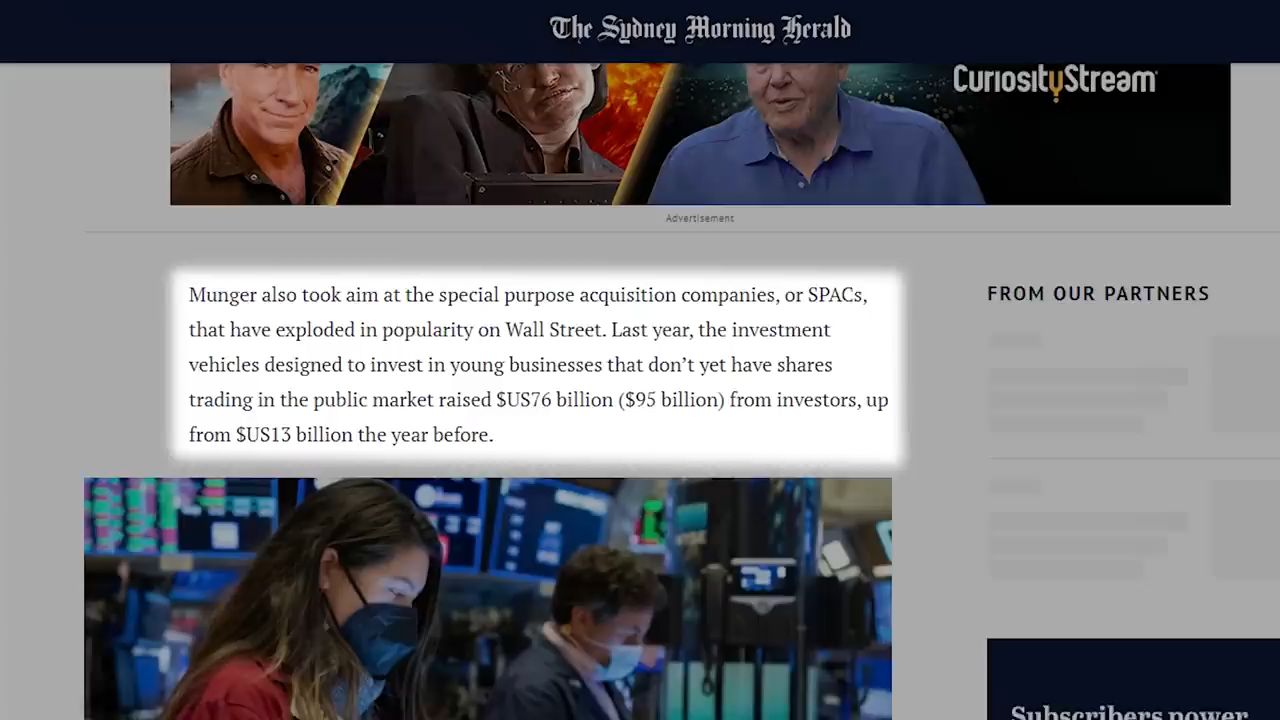 The Sydney Morning Herald
CuriosityStream
Advertisement
Munger also took aim at the special purpose acquisition companies, or SPACs,
that have exploded in popularity on Wall Street. Last year, the investment
vehicles designed to invest in young businesses that don’t yet have shares
trading in the public market raised $US76 billion ($95 billion) from investors, up
from $US13 billion the year before.
FROM OUR PARTNERS
Subscribers power